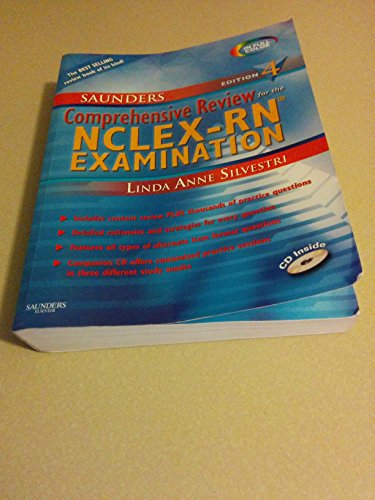 The BEST SELLING
review book of its kind!
IN FULL
COLOR
EDITION 4
SAUNDERS
Comprehensive Review for the
NCLEX-RN®
EXAMINATION
LINDA ANNE SILVESTRI
Includes content review PLUS thousands of practice questions
Detailed rationales and strategies for every question
Features all types of alternate item format questions
Companion CD offers customized practice sessions
in three different study modes
CD Inside
SAUNDERS
ELSEVIER